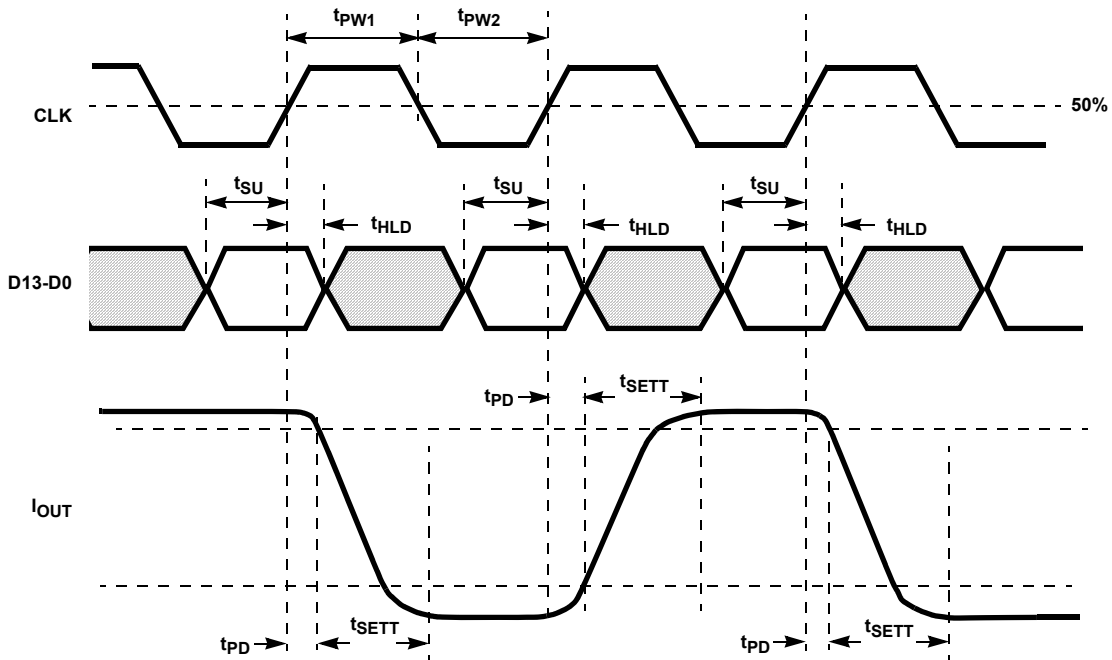 tPW1 tPW2
CLK
50%
tSU tSU tSU
tHLD tHLD tHLD
D13-D0
tPD tSETT
IOUT
tPD tSETT tPD tSETT